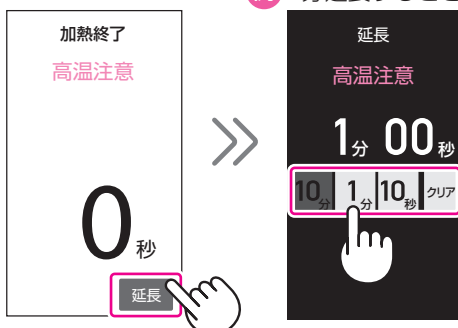 加熱終了
高温注意
0秒
延長
延長
高温注意
1分 00秒
10分 1分 10秒 クリア